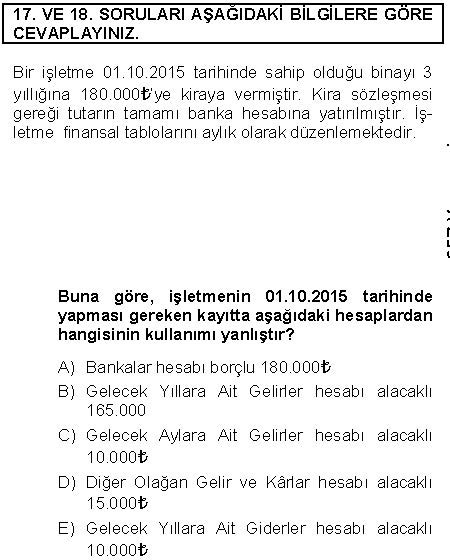 17. VE 18. SORULARI AŞAĞIDAKİ BİLGİLERE GÖRE
CEVAPLAYINIZ.
Bir işletme 01.10.2015 tarihinde sahip olduğu binayı 3
yıllığına 180.000₺'ye kiraya vermiştir. Kira sözleşmesi
gereği tutarın tamamı banka hesabına yatırılmıştır. İş-
letme finansal tablolarını aylık olarak düzenlemektedir.
Buna göre, işletmenin 01.10.2015 tarihinde
yapması gereken kayıtta aşağıdaki hesaplardan
hangisinin kullanımı yanlıştır?
A) Bankalar hesabı borçlu 180.000₺
B) Gelecek Yıllara Ait Gelirler hesabı alacaklı
165.000
C) Gelecek Aylara Ait Gelirler hesabı alacaklı
10.000₺
D) Diğer Olağan Gelir ve Kârlar hesabı alacaklı
15.000₺
E) Gelecek Yıllara Ait Giderler hesabı alacaklı
10.000₺